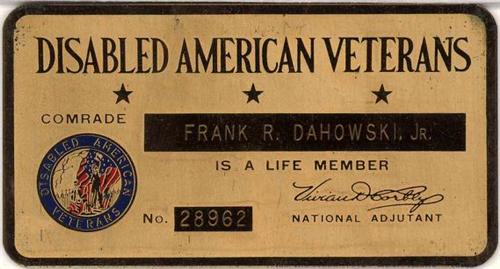 DISABLED AMERICAN VETERANS
COMRADE
FRANK R. DAHOWSKI, JR.
IS A LIFE MEMBER
DISABLED AMERICAN VETERANS
No. 28962
NATIONAL ADJUTANT